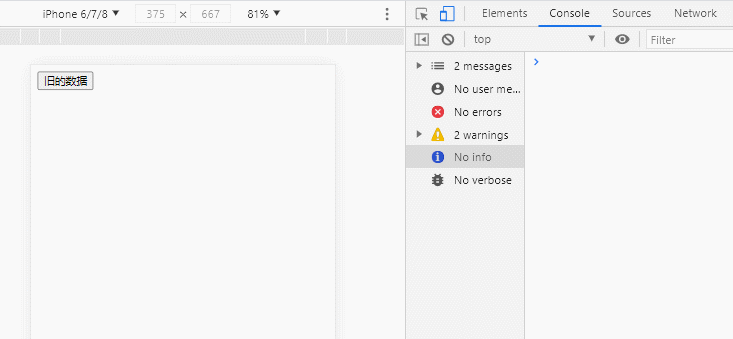 iPhone 6/7/8 ▼ 375 × 667 81% ▼
Elements Console Sources Network
top ▼ Filter
旧的数据
2 messages
No user me...
No errors
2 warnings
No info
No verbose